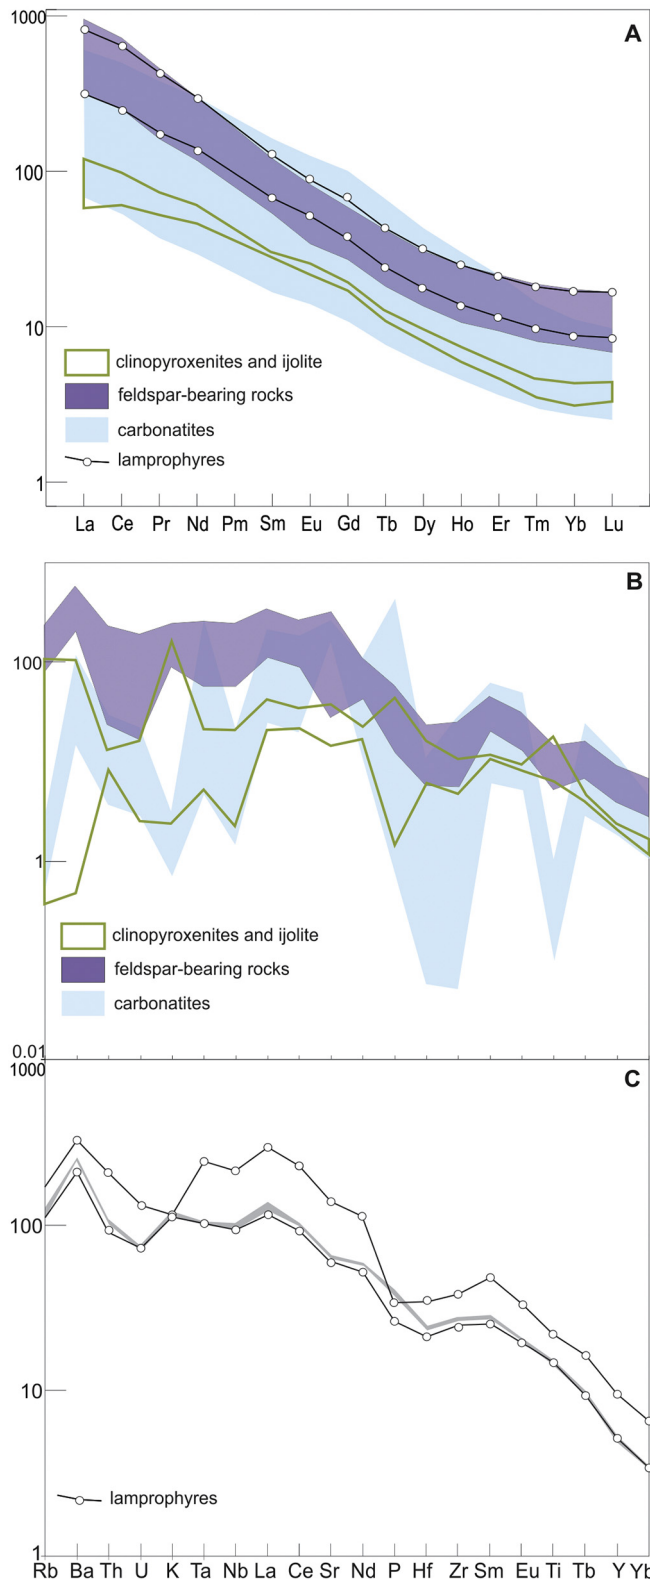 1000
A
100
10
clinopyroxenites and ijolite
feldspar-bearing rocks
carbonatites
lamprophyres
1
La Ce Pr Nd Pm Sm Eu Gd Tb Dy Ho Er Tm Yb Lu
B
100
1
clinopyroxenites and ijolite
feldspar-bearing rocks
carbonatites
0.01
1000
C
100
10
lamprophyres
1
Rb Ba Th U K Ta Nb La Ce Sr Nd P Hf Zr Sm Eu Ti Tb Y Yb